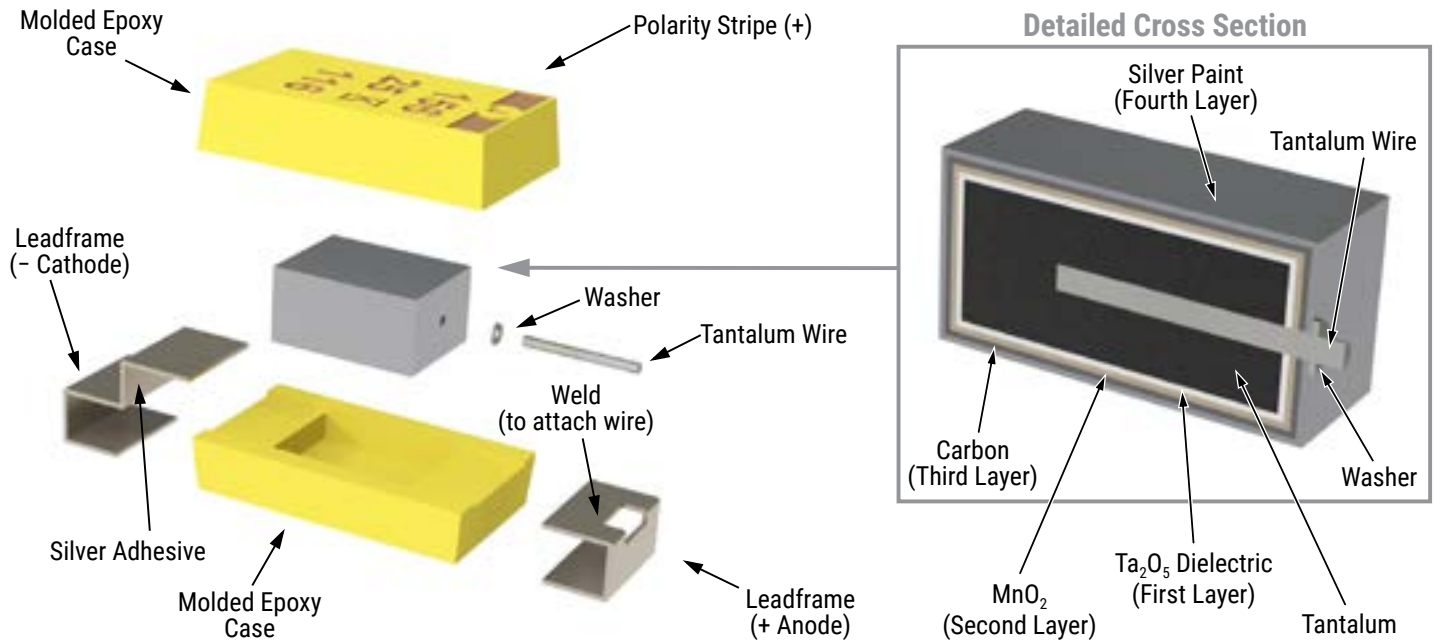 Molded Epoxy
Case
Polarity Stripe (+)
Detailed Cross Section
Silver Paint
(Fourth Layer)
Tantalum Wire
Leadframe
(− Cathode)
Washer
Tantalum Wire
Weld
(to attach wire)
Carbon
(Third Layer)
Washer
Silver Adhesive
Molded Epoxy
Case
Leadframe
(+ Anode)
MnO₂
(Second Layer)
Ta₂O₅ Dielectric
(First Layer)
Tantalum